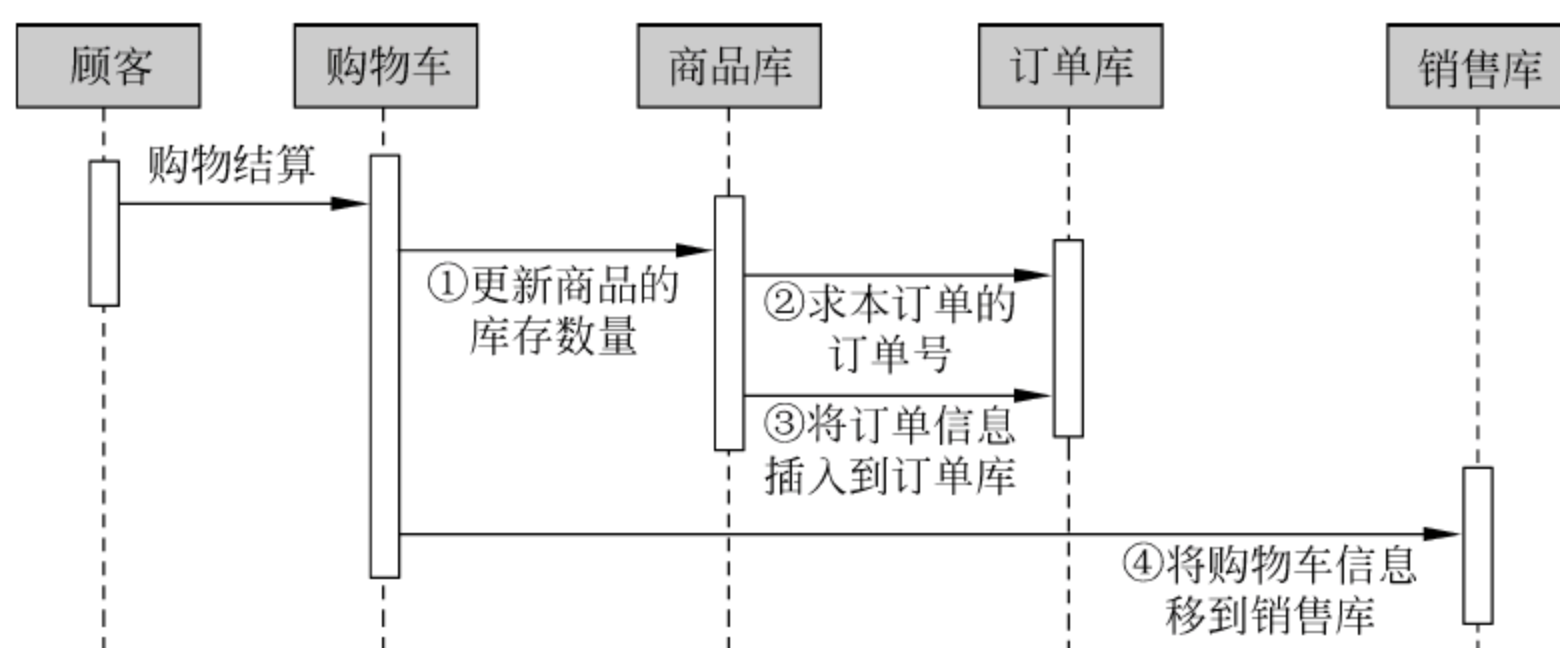 顾客
购物车
商品库
订单库
销售库
购物结算
①更新商品的
库存数量
②求本订单的
订单号
③将订单信息
插入到订单库
④将购物车信息
移到销售库